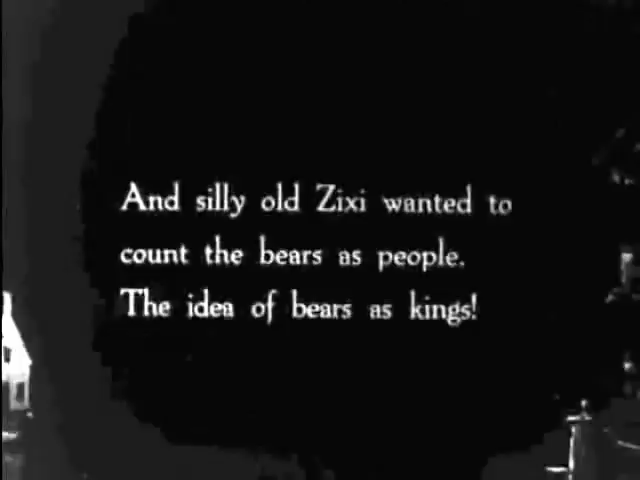 And silly old Zixi wanted to
count the bears as people.
The idea of bears as kings!